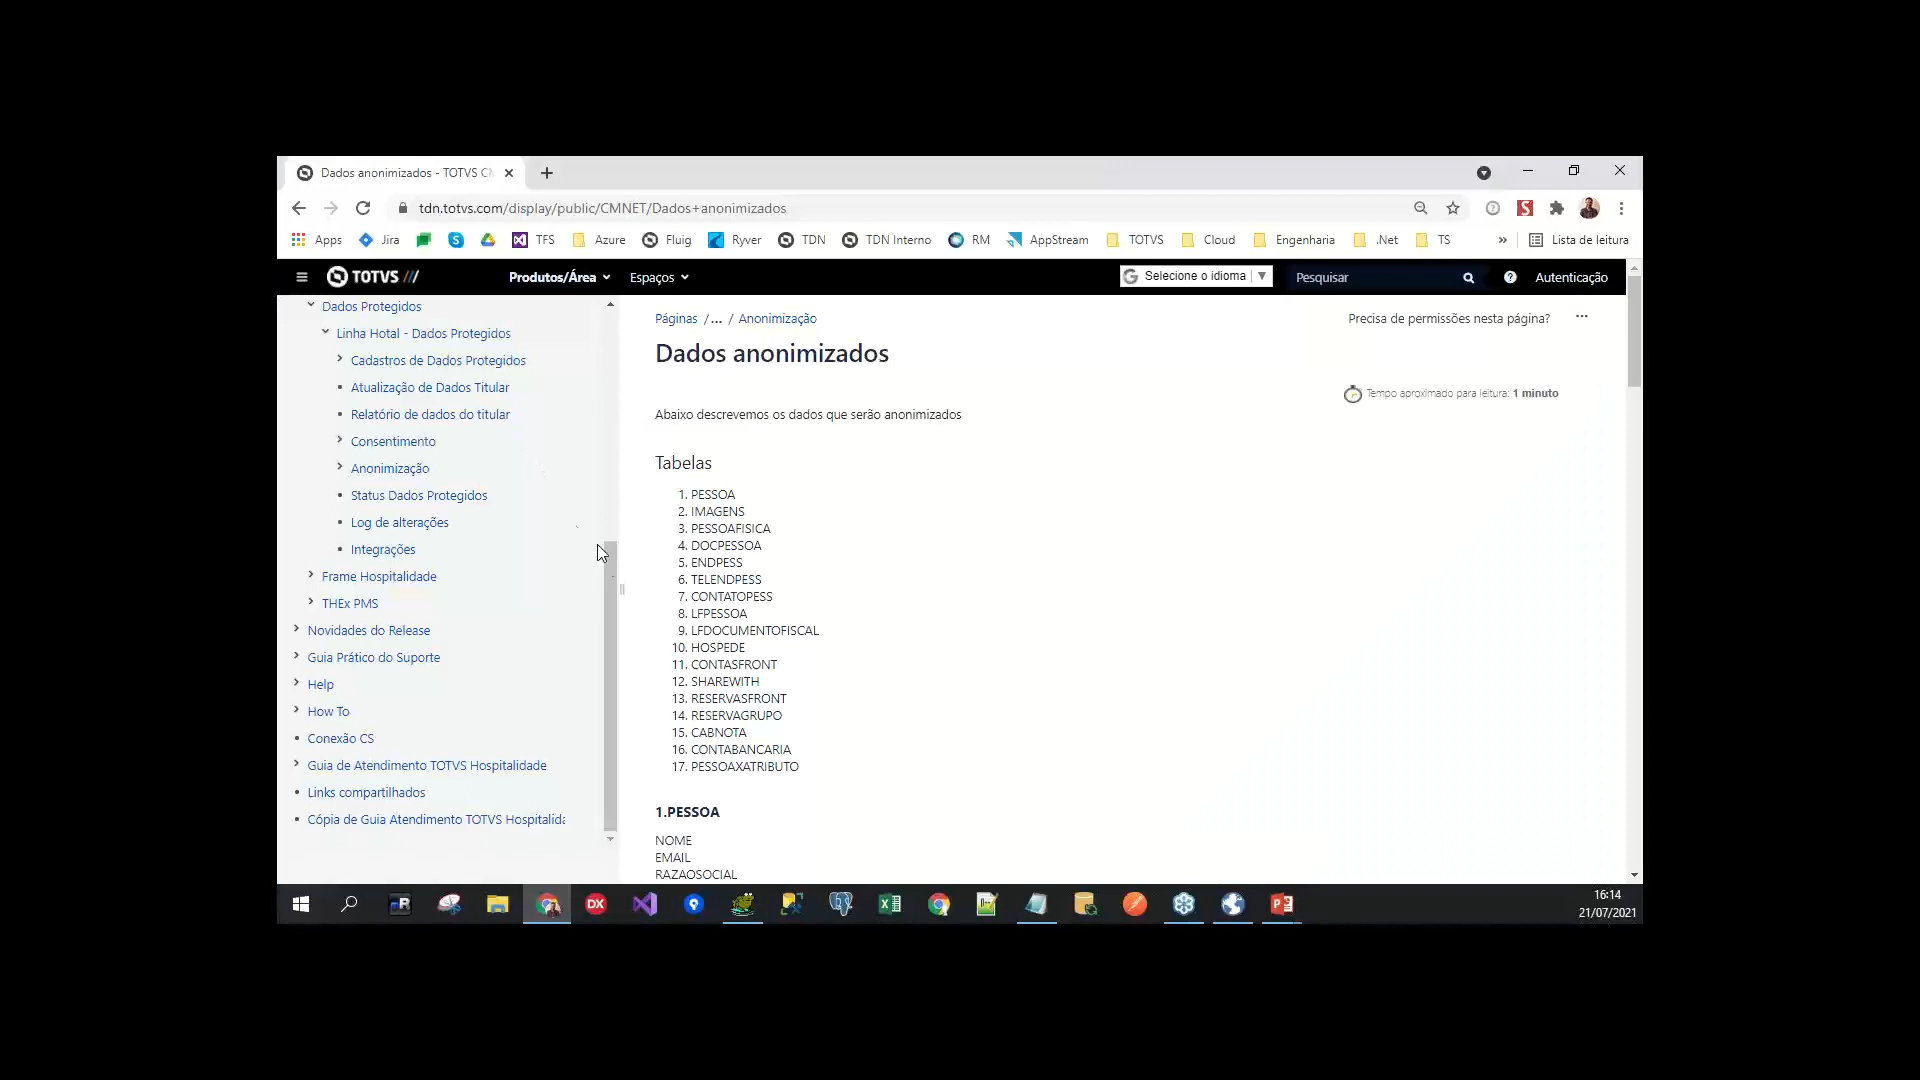 Dados anonimizados - TOTVS CM
tdn.totvs.com/display/public/CMNET/Dados+anonimizados
Apps Jira TFS Azure Fluig Ryver TDN TDN Interno RM AppStream TOTVS Cloud Engenharia .Net TS » Lista de leitura
TOTVS Produtos/Área Espaços Selecione o idioma Pesquisar Autenticação
Dados Protegidos
Linha Hotal - Dados Protegidos
Cadastros de Dados Protegidos
Atualização de Dados Titular
Relatório de dados do titular
Consentimento
Anonimização
Status Dados Protegidos
Log de alterações
Integrações
Frame Hospitalidade
THEx PMS
Novidades do Release
Guia Prático do Suporte
Help
How To
Conexão CS
Guia de Atendimento TOTVS Hospitalidade
Links compartilhados
Cópia de Guia Atendimento TOTVS Hospitalida
Páginas /... / Anonimização
Precisa de permissões nesta página? ...
Dados anonimizados
Tempo aproximado para leitura: 1 minuto
Abaixo descrevemos os dados que serão anonimizados
Tabelas
1. PESSOA
2. IMAGENS
3. PESSOAFISICA
4. DOCPESSOA
5. ENDPESS
6. TELENDPESS
7. CONTATOPESS
8. LFPESSOA
9. LFDOCUMENTOFISCAL
10. HOSPEDE
11. CONTASFRONT
12. SHAREWITH
13. RESERVASFRONT
14. RESERVAGRUPO
15. CABNOTA
16. CONTABANCARIA
17. PESSOAXATRIBUTO
1.PESSOA
NOME
EMAIL
RAZAOSOCIAL
16:14
21/07/2021